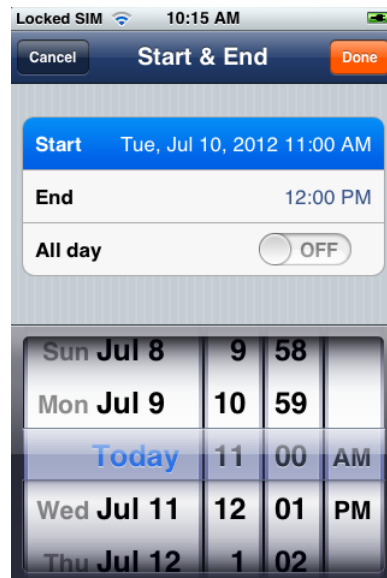 Locked SIM 10:15 AM
Cancel Start & End Done
Start Tue, Jul 10, 2012 11:00 AM
End 12:00 PM
All day OFF
Sun Jul 8 9 58
Mon Jul 9 10 59
Today 11 00 AM
Wed Jul 11 12 01 PM
Thu Jul 12 1 02